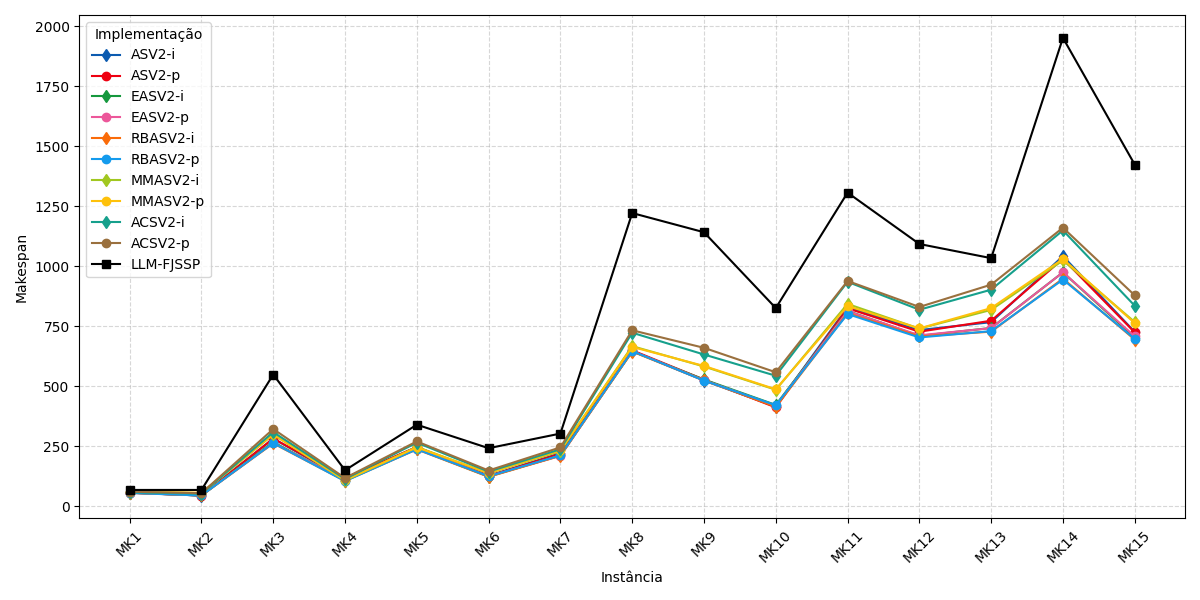 Implementação
ASV2-i
ASV2-p
EASV2-i
EASV2-p
RBASV2-i
RBASV2-p
MMASV2-i
MMASV2-p
ACSV2-i
ACSV2-p
LLM-FJSSP
Makespan
2000
1750
1500
1250
1000
750
500
250
0
MK1 MK2 MK3 MK4 MK5 MK6 MK7 MK8 MK9 MK10 MK11 MK12 MK13 MK14 MK15
Instância